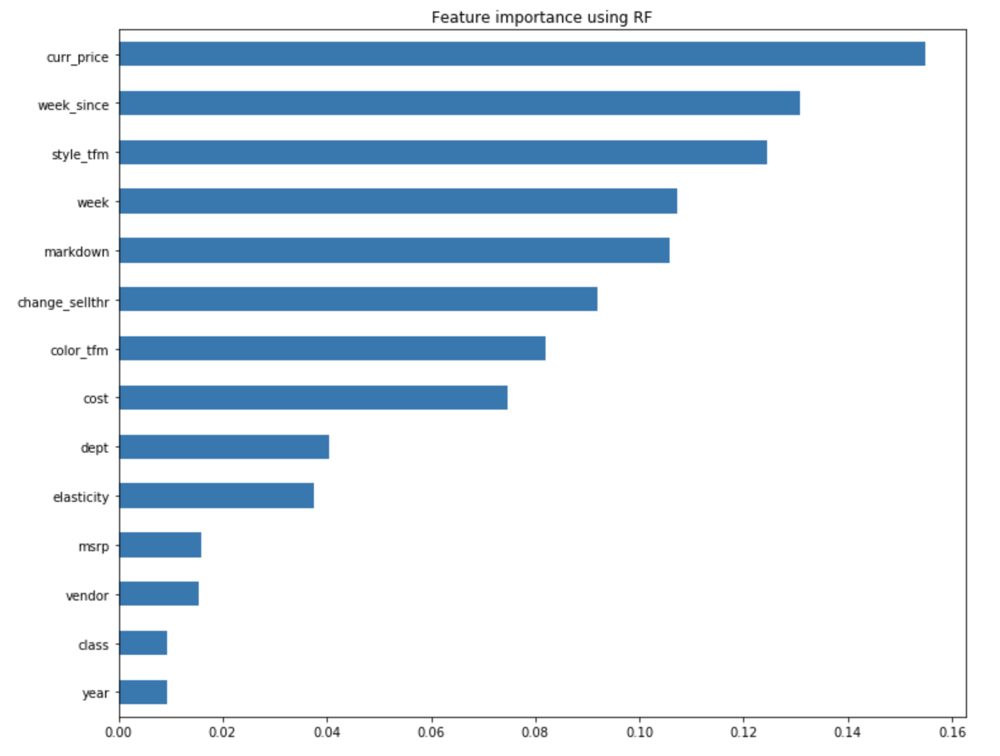 Feature importance using RF
curr_price
week_since
style_tfm
week
markdown
change_sellthr
color_tfm
cost
dept
elasticity
msrp
vendor
class
year
0.00 0.02 0.04 0.06 0.08 0.10 0.12 0.14 0.16